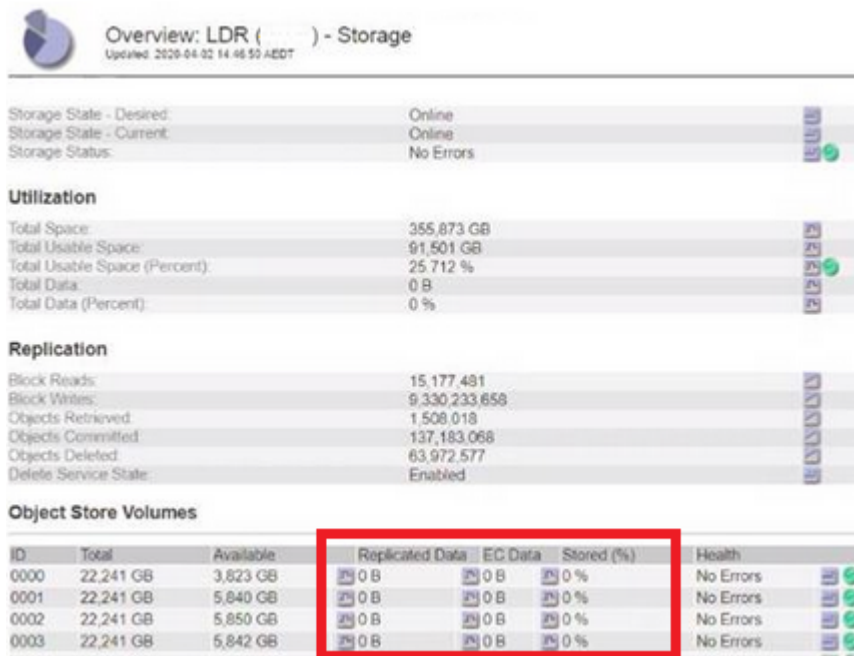 Overview: LDR ( ) - Storage
Updated: 2020-04-02 14:46:50 AEDT
Storage State - Desired: Online
Storage State - Current: Online
Storage Status: No Errors
Utilization
Total Space: 355,873 GB
Total Usable Space: 91,501 GB
Total Usable Space (Percent): 25.712 %
Total Data: 0 B
Total Data (Percent): 0 %
Replication
Block Reads: 15,177,481
Block Writes: 9,330,233,658
Objects Retrieved: 1,508,018
Objects Committed: 137,183,068
Objects Deleted: 63,972,577
Delete Service State: Enabled
Object Store Volumes
ID Total Available Replicated Data EC Data Stored (%) Health
0000 22,241 GB 3,823 GB 0 B 0 B 0 % No Errors
0001 22,241 GB 5,840 GB 0 B 0 B 0 % No Errors
0002 22,241 GB 5,850 GB 0 B 0 B 0 % No Errors
0003 22,241 GB 5,842 GB 0 B 0 B 0 % No Errors